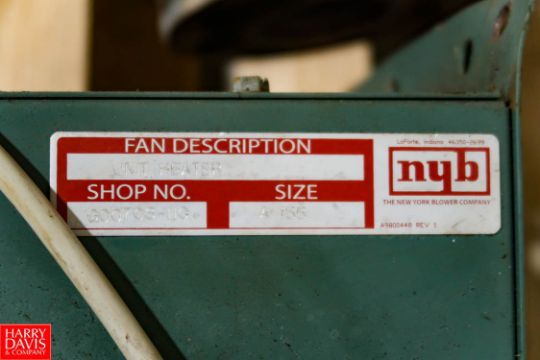 FAN DESCRIPTION
UNIT HEATER
SHOP NO. SIZE
LaPorte, Indiana 46350-2699
nyb
THE NEW YORK BLOWER COMPANY
A9800448 REV 1
HARRY
DAVIS
& COMPANY